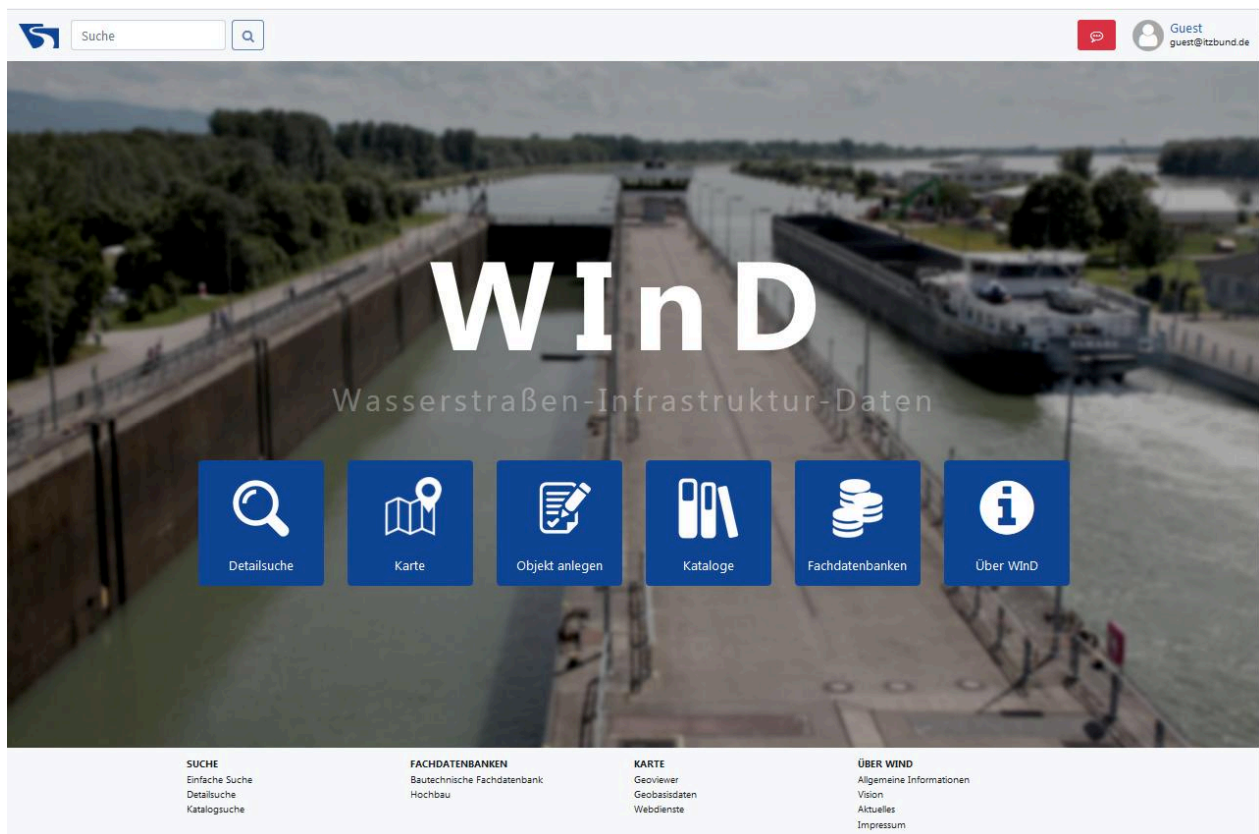 Suche
Guest
guest@itzbund.de
WInD
Wasserstraßen-Infrastruktur-Daten
Detailsuche
Karte
Objekt anlegen
Kataloge
Fachdatenbanken
Über WInD
SUCHE
Einfache Suche
Detailsuche
Katalogsuche
FACHDATENBANKEN
Bautechnische Fachdatenbank
Hochbau
KARTE
Geoviewer
Geobasisdaten
Webdienste
ÜBER WIND
Allgemeine Informationen
Vision
Aktuelles
Impressum